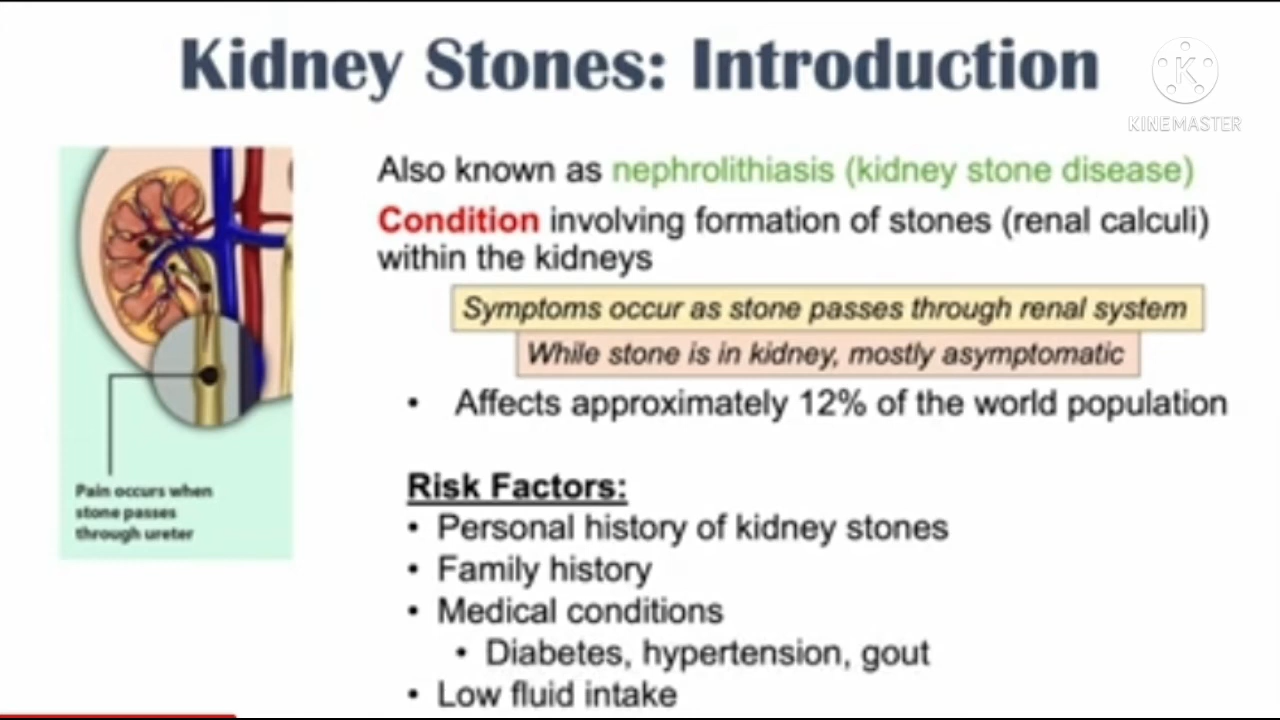 Kidney Stones: Introduction
KINEMASTER
Also known as nephrolithiasis (kidney stone disease)
Condition involving formation of stones (renal calculi)
within the kidneys
Symptoms occur as stone passes through renal system
While stone is in kidney, mostly asymptomatic
• Affects approximately 12% of the world population
Pain occurs when
stone passes
through ureter
Risk Factors:
• Personal history of kidney stones
• Family history
• Medical conditions
• Diabetes, hypertension, gout
• Low fluid intake